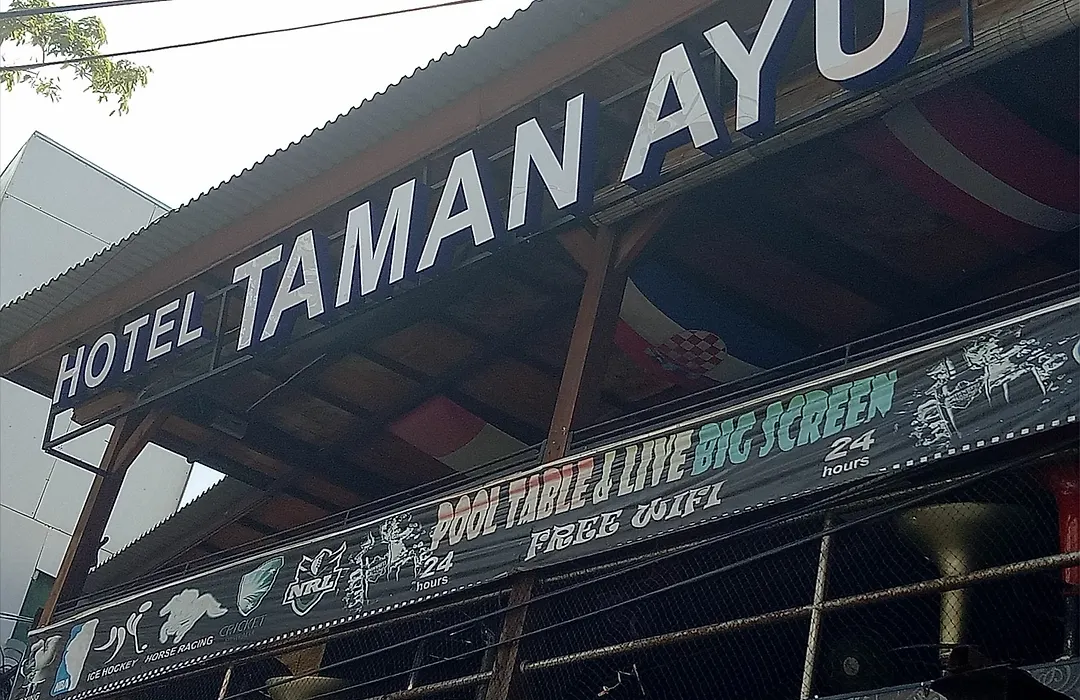 HOTEL TAMAN AYU
POOL TABLE & LIVE BIG SCREEN
24
hours
FREE WIFI
24
hours
NRL
CRICKET
HORSE RACING
ICE HOCKEY